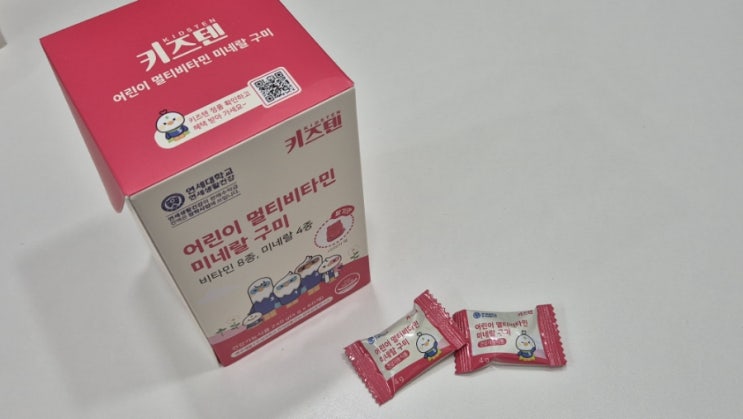 KIDSTEN
키즈텐
어린이 멀티비타민 미네랄 구미
키즈텐 정품 확인하고
혜택 받아 가세요~
KIDSTEN
키즈텐
연세대학교
연세생활건강
어린이 멀티비타민
미네랄 구미
비타민 8종, 미네랄 4종
어린이 멀티비타민
미네랄 구미
4g
키즈텐
어린이 멀티비타민
미네랄 구미
4g